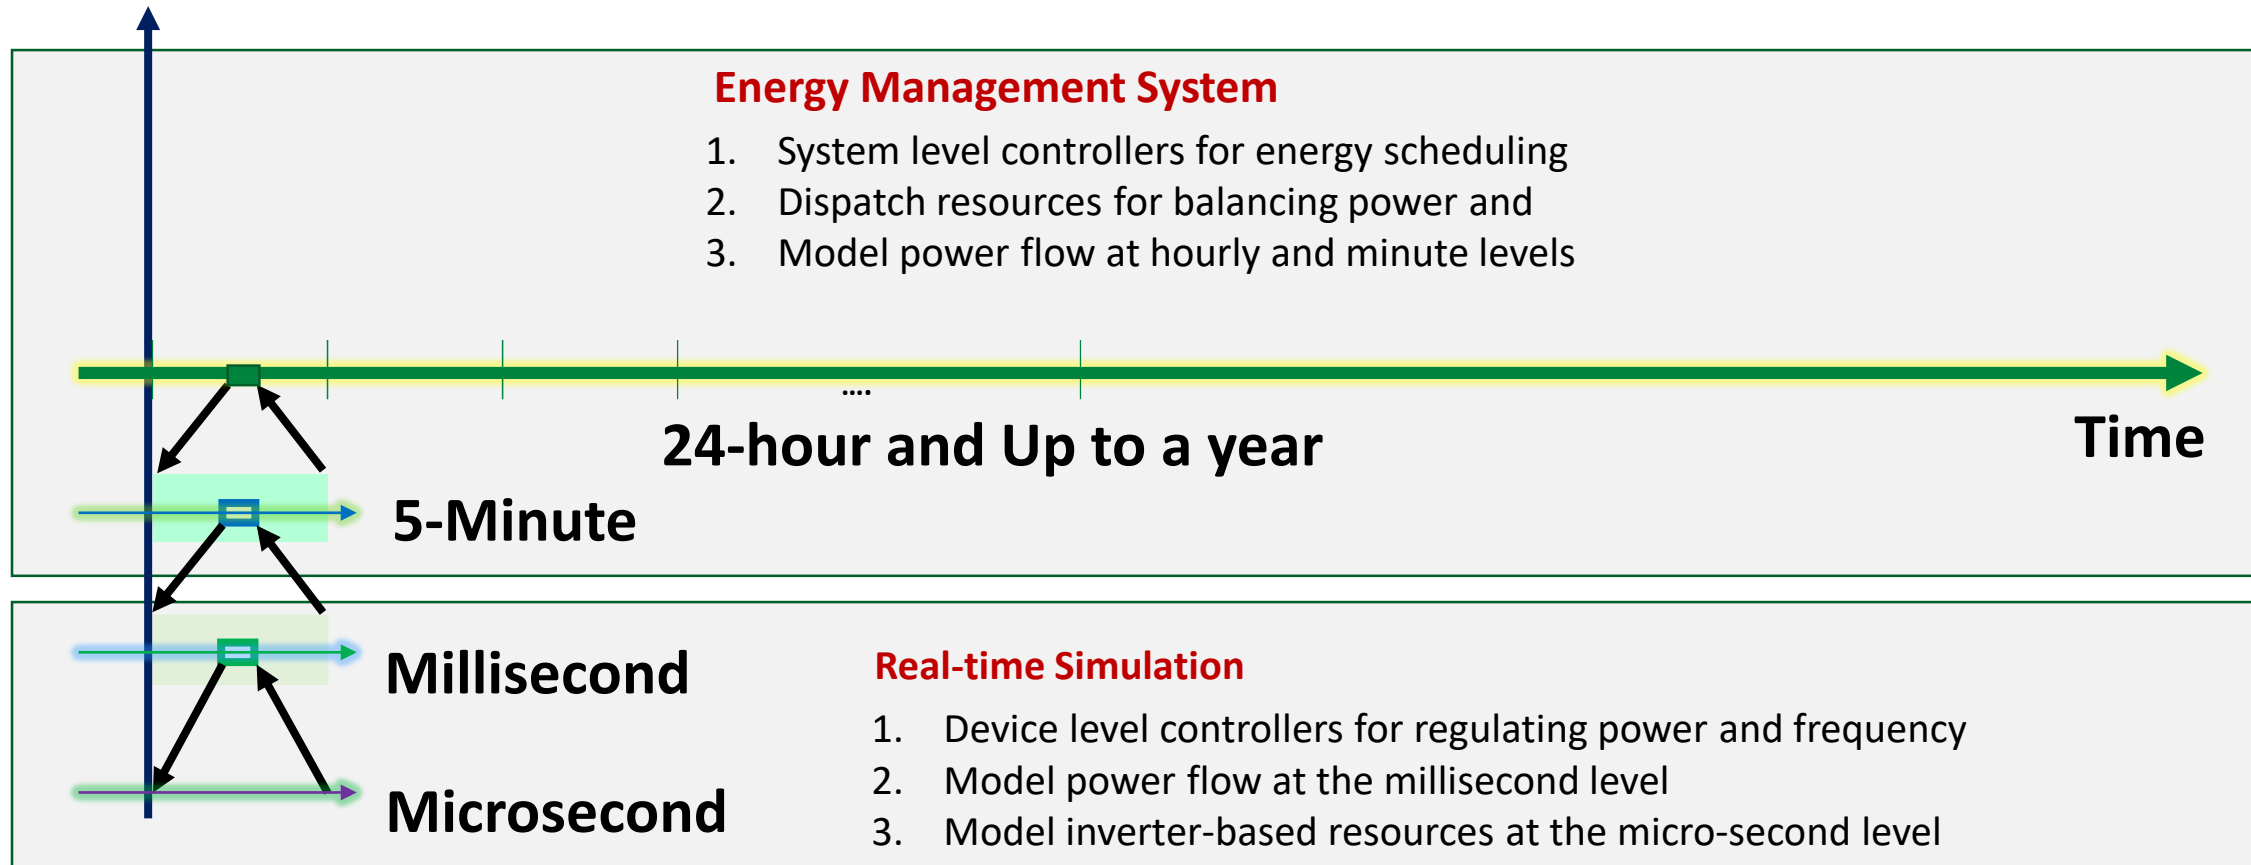 Energy Management System
1. System level controllers for energy scheduling
2. Dispatch resources for balancing power and
3. Model power flow at hourly and minute levels
....
24-hour and Up to a year
Time
5-Minute
Millisecond
Microsecond
Real-time Simulation
1. Device level controllers for regulating power and frequency
2. Model power flow at the millisecond level
3. Model inverter-based resources at the micro-second level